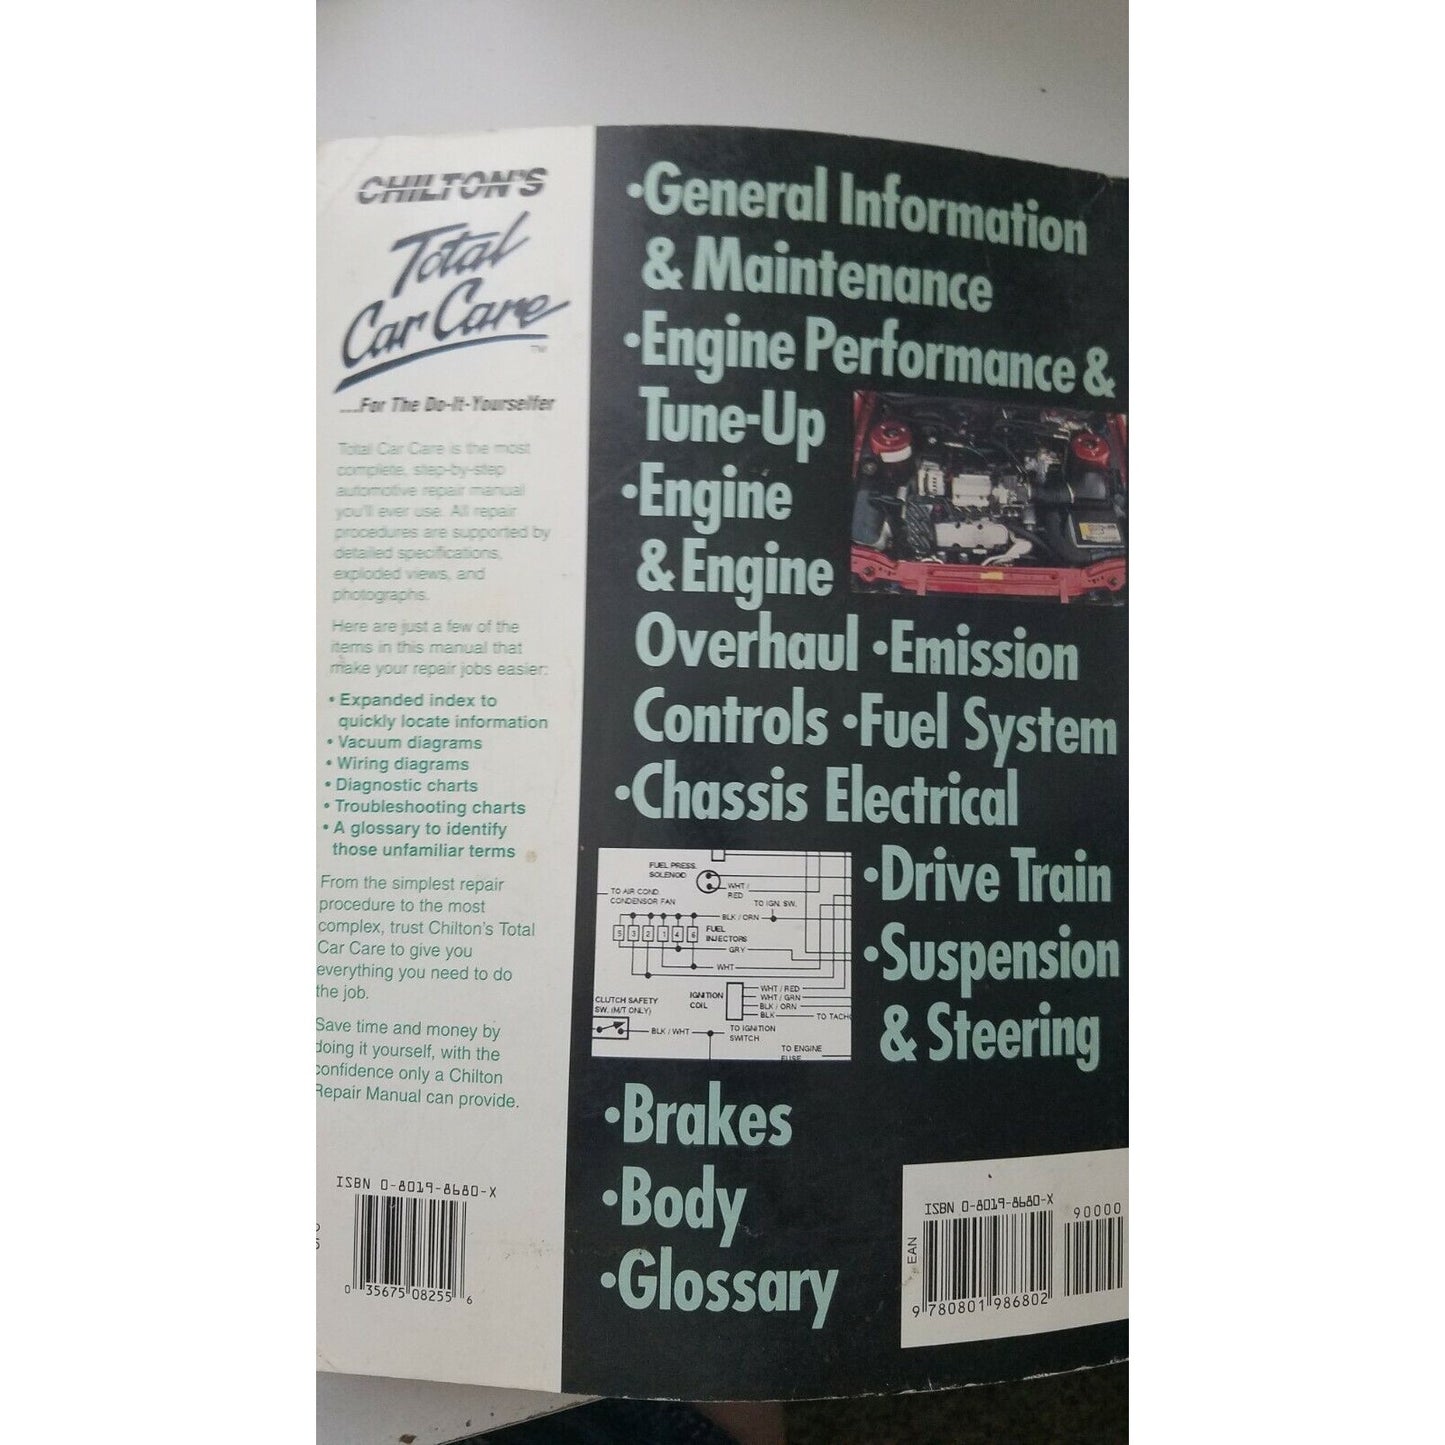 CHILTON'S
Total
Car Care
TM
...For The Do-It-Yourselfer
Total Car Care is the most
complete, step-by-step
automotive repair manual
you'll ever use. All repair
procedures are supported by
detailed specifications,
exploded views, and
photographs.
Here are just a few of the
items in this manual that
make your repair jobs easier:
• Expanded index to
quickly locate information
• Vacuum diagrams
• Wiring diagrams
• Diagnostic charts
• Troubleshooting charts
• A glossary to identify
those unfamiliar terms
From the simplest repair
procedure to the most
complex, trust Chilton's Total
Car Care to give you
everything you need to do
the job.
Save time and money by
doing it yourself, with the
confidence only a Chilton
Repair Manual can provide.
ISBN 0-8019-8680-X
0 35675 08255 6
•General Information
& Maintenance
•Engine Performance &
Tune-Up
•Engine
& Engine
Overhaul •Emission
Controls •Fuel System
•Chassis Electrical
•Drive Train
•Suspension
& Steering
FUEL PRESS.
SOLENOID
WHT /
RED
TO AIR COND.
CONDENSOR FAN
TO IGN. SW.
BLK / ORN
5 3 2 1 4 6
FUEL
INJECTORS
GRY
WHT
IGNITION
COIL
WHT / RED
WHT / GRN
BLK / ORN
BLK
TO TACH
CLUTCH SAFETY
SW. (M/T ONLY)
BLK / WHT
TO IGNITION
SWITCH
TO ENGINE
FUSE
•Brakes
•Body
•Glossary
ISBN 0-8019-8680-X
90000
EAN
9 780801 986802